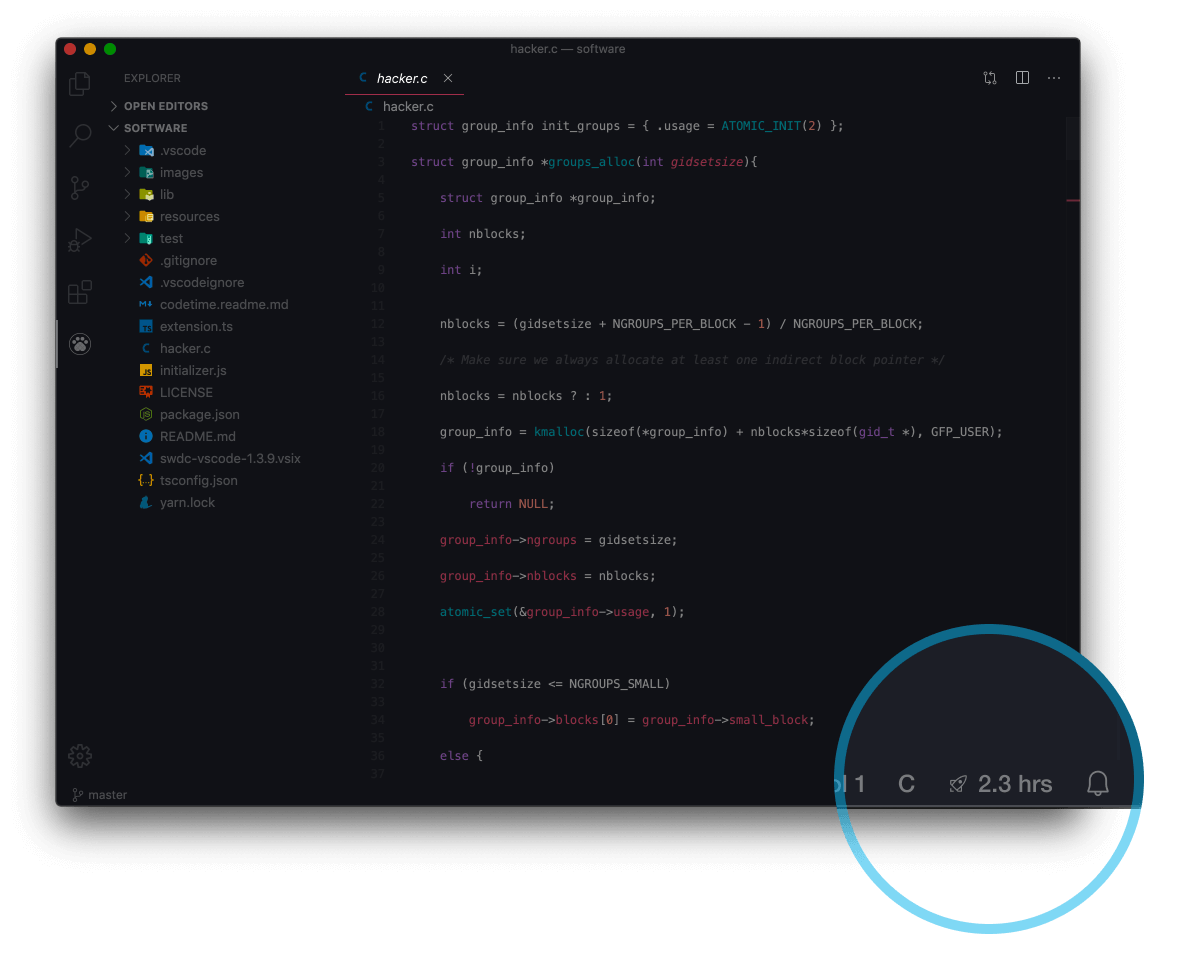 hacker.c — software
EXPLORER
OPEN EDITORS
SOFTWARE
.vscode
images
lib
resources
test
.gitignore
.vscodeignore
codetime.readme.md
extension.ts
hacker.c
initializer.js
LICENSE
package.json
README.md
swdc-vscode-1.3.9.vsix
tsconfig.json
yarn.lock
master
C hacker.c
C hacker.c
1 struct group_info init_groups = { .usage = ATOMIC_INIT(2) };
2
3 struct group_info *groups_alloc(int gidsetsize){
4
5 struct group_info *group_info;
6
7 int nblocks;
8
9 int i;
10
11
12 nblocks = (gidsetsize + NGROUPS_PER_BLOCK - 1) / NGROUPS_PER_BLOCK;
13
14 /* Make sure we always allocate at least one indirect block pointer */
15
16 nblocks = nblocks ? : 1;
17
18 group_info = kmalloc(sizeof(*group_info) + nblocks*sizeof(gid_t *), GFP_USER);
19
20 if (!group_info)
21
22 return NULL;
23
24 group_info->ngroups = gidsetsize;
25
26 group_info->nblocks = nblocks;
27
28 atomic_set(&group_info->usage, 1);
29
30
31
32 if (gidsetsize <= NGROUPS_SMALL)
33
34 group_info->blocks[0] = group_info->small_block;
35
36 else {
37
ol 1 C 2.3 hrs